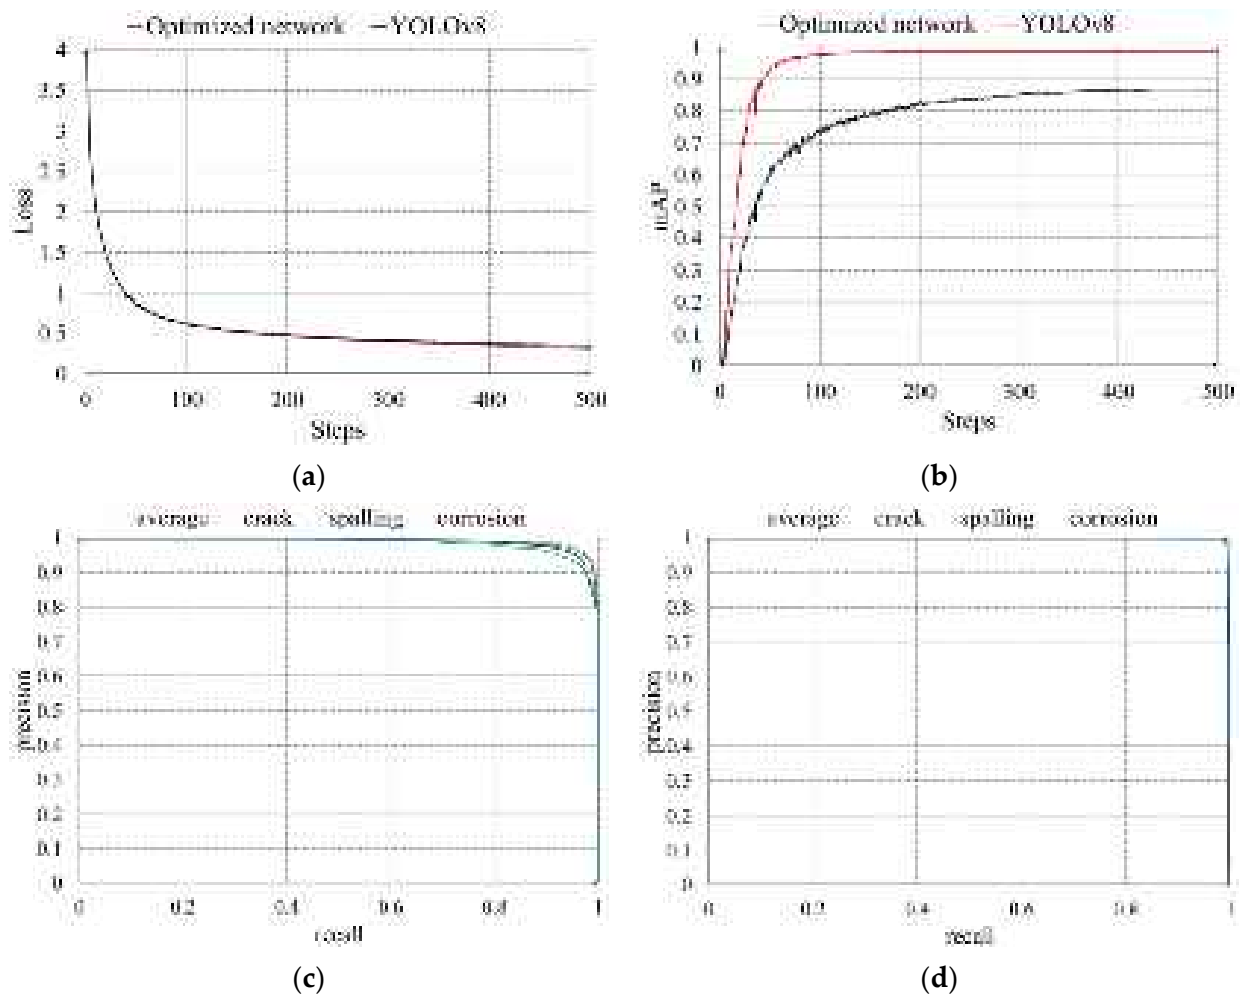 Optimized network YOLOv8
4
3.5
3
2.5
2
1.5
1
0.5
0
Loss
0 100 200 300 400 500
Steps
(a)
Optimized network YOLOv8
1
0.9
0.8
0.7
0.6
0.5
0.4
0.3
0.2
0.1
0
mAP
0 100 200 300 400 500
Steps
(b)
average crack spalling corrosion
1
0.9
0.8
0.7
0.6
0.5
0.4
0.3
0.2
0.1
0
precision
0 0.2 0.4 0.6 0.8 1
recall
(c)
average crack spalling corrosion
1
0.9
0.8
0.7
0.6
0.5
0.4
0.3
0.2
0.1
0
precision
0 0.2 0.4 0.6 0.8 1
recall
(d)